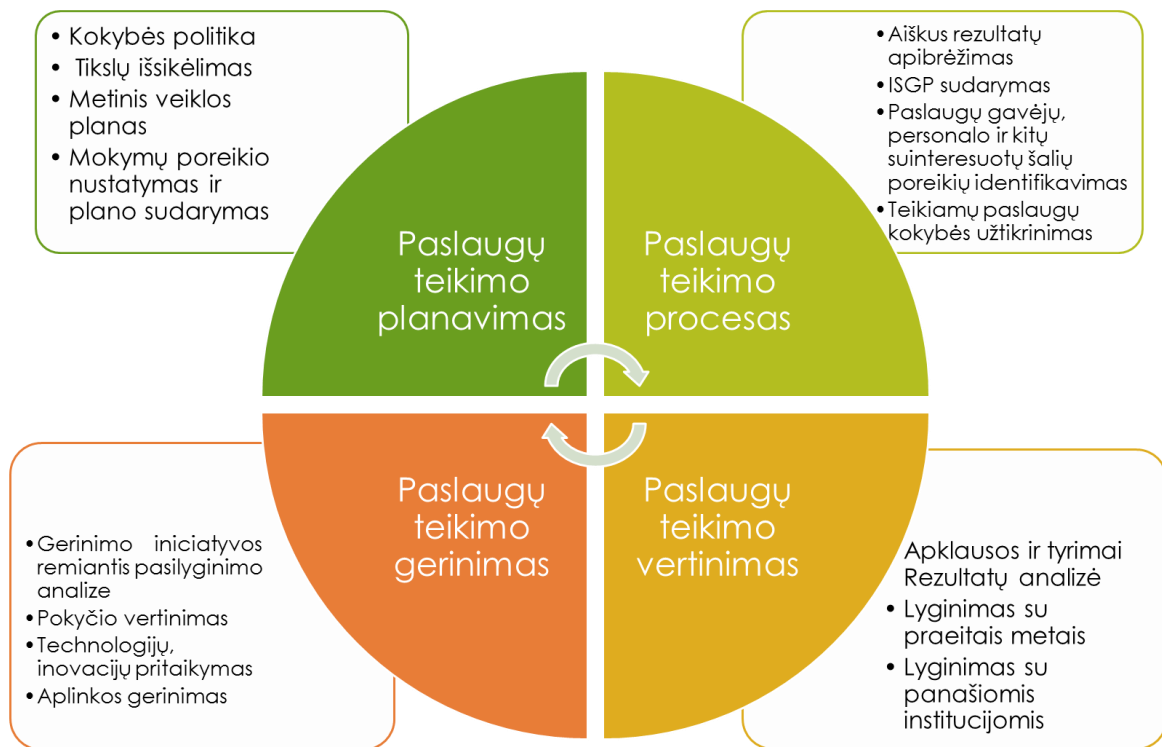 • Kokybės politika
• Tikslų išsikėlimas
• Metinis veiklos
planas
• Mokymų poreikio
nustatymas ir
plano sudarymas
•Aiškus rezultatų
apibrėžimas
•ISGP sudarymas
•Paslaugų gavėjų,
personalo ir kitų
suinteresuotų šalių
poreikių identifikavimas
•Teikiamų paslaugų
kokybės užtikrinimas
Paslaugų
teikimo
planavimas
Paslaugų
teikimo
procesas
Paslaugų
teikimo
gerinimas
Paslaugų
teikimo
vertinimas
•Gerinimo iniciatyvos
remiantis pasilyginimo
analize
•Pokyčio vertinimas
•Technologijų,
inovacijų pritaikymas
•Aplinkos gerinimas
Apklausos ir tyrimai
Rezultatų analizė
• Lyginimas su
praeitais metais
• Lyginimas su
panašiomis
institucijomis